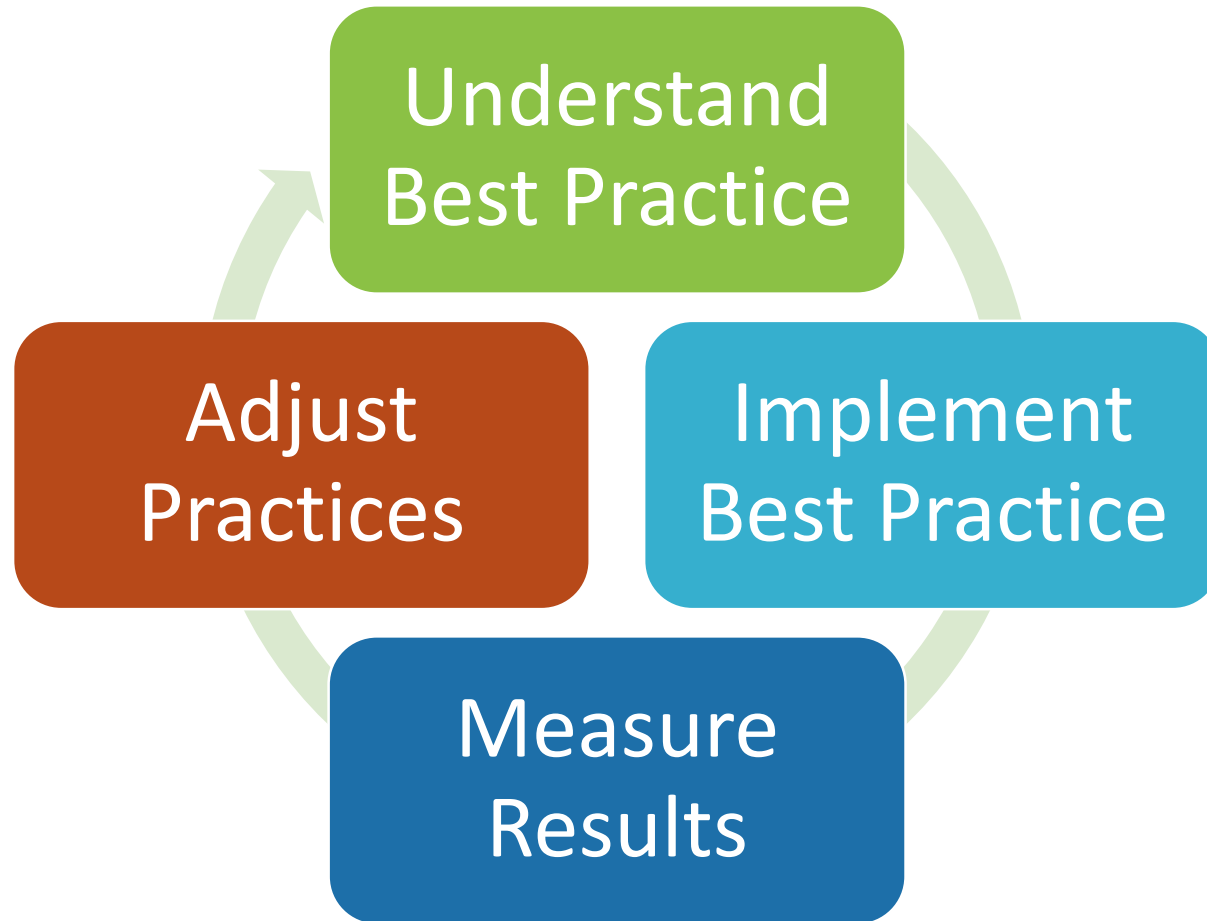 Understand
Best Practice
Implement
Best Practice
Measure
Results
Adjust
Practices